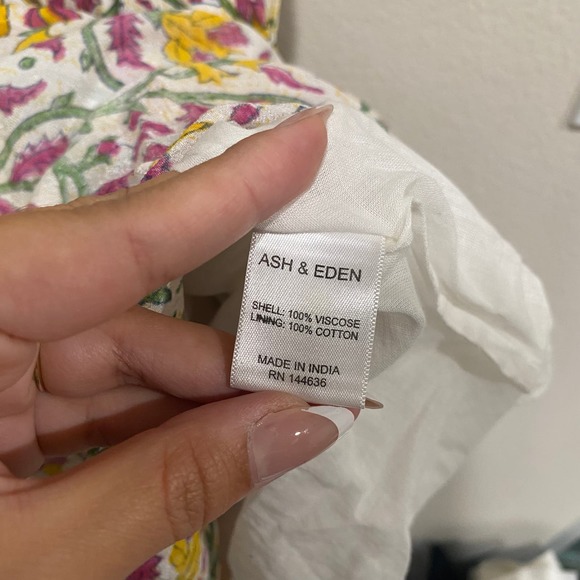 ASH & EDEN
SHELL: 100% VISCOSE
LINING: 100% COTTON
MADE IN INDIA
RN 144636